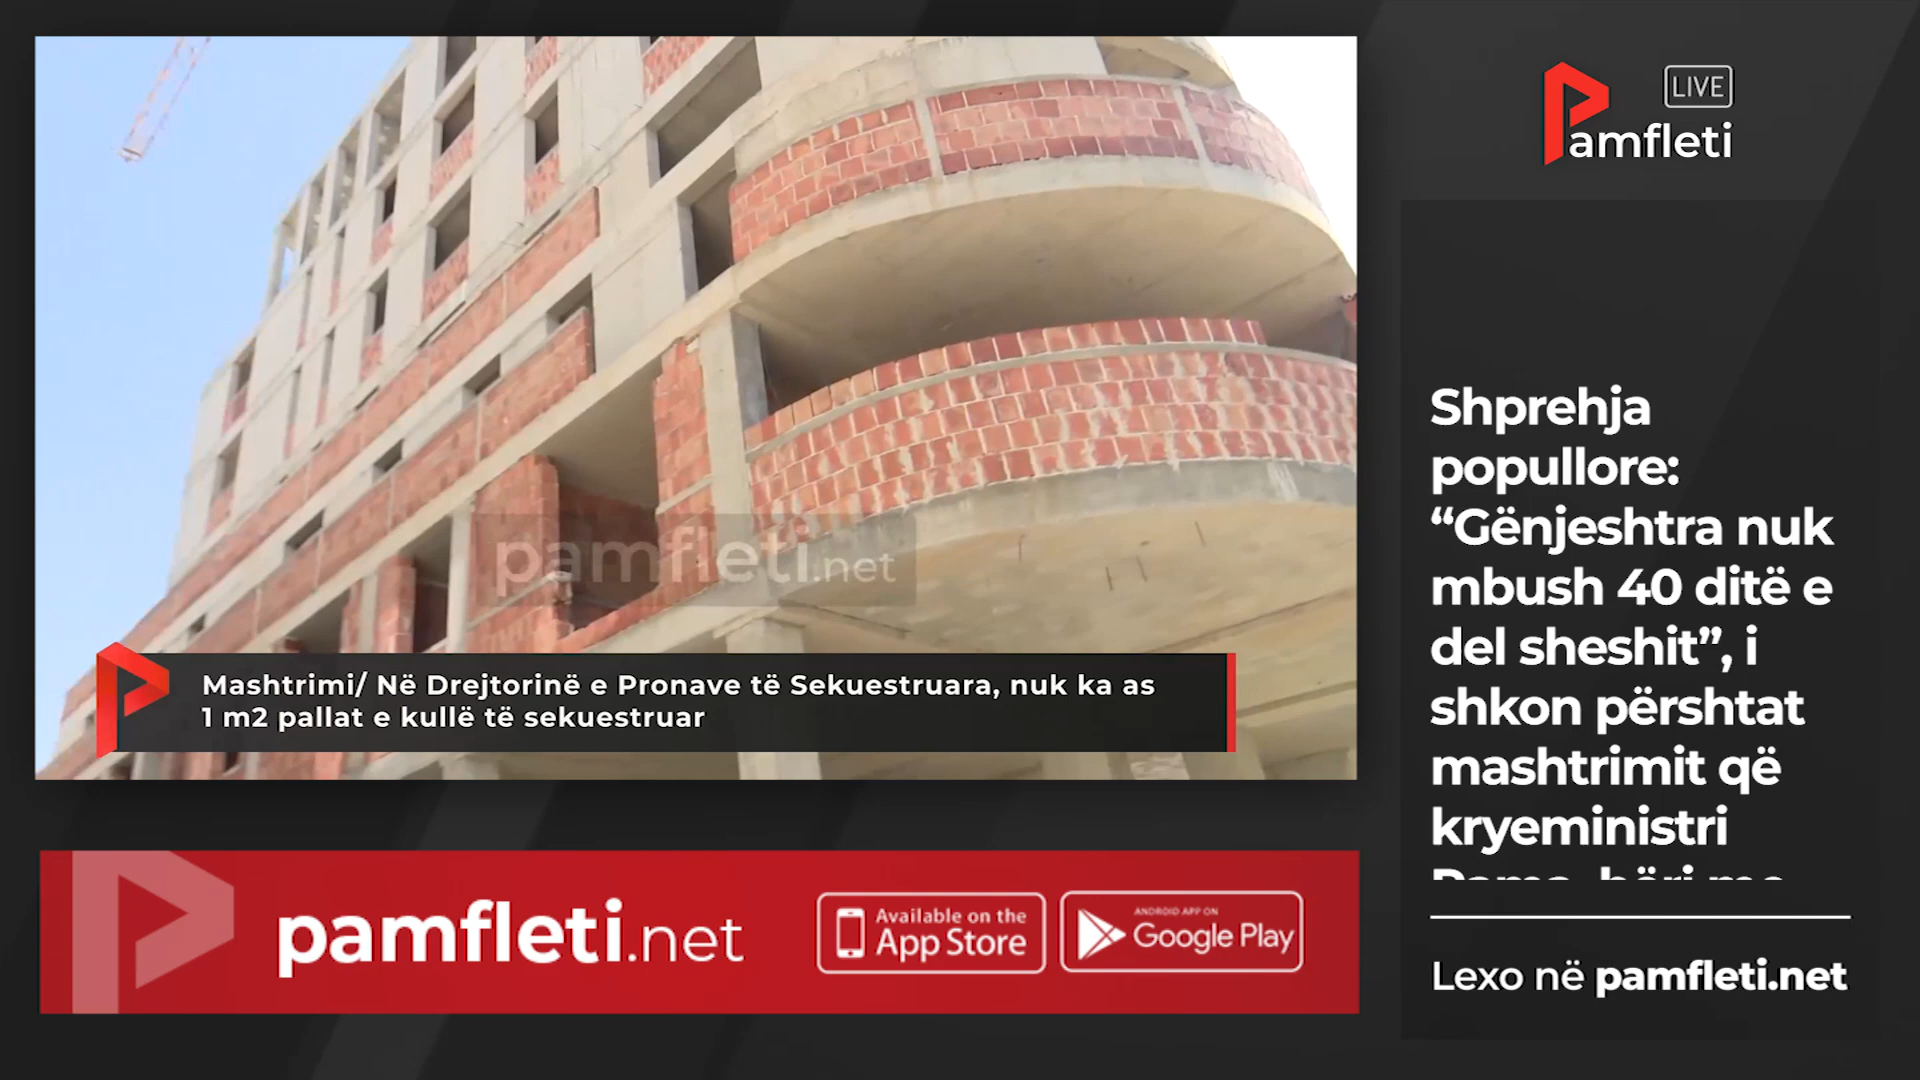 LIVE
Pamfleti
pamfleti.net
Mashtrimi/ Në Drejtorinë e Pronave të Sekuestruara, nuk ka as
1 m2 pallat e kullë të sekuestruar
Shprehja
popullore:
“Gënjeshtra nuk
mbush 40 ditë e
del sheshit”, i
shkon përshtat
mashtrimit që
kryeministri
Lexo në pamfleti.net
pamfleti.net
Available on the
App Store
ANDROID APP ON
Google Play